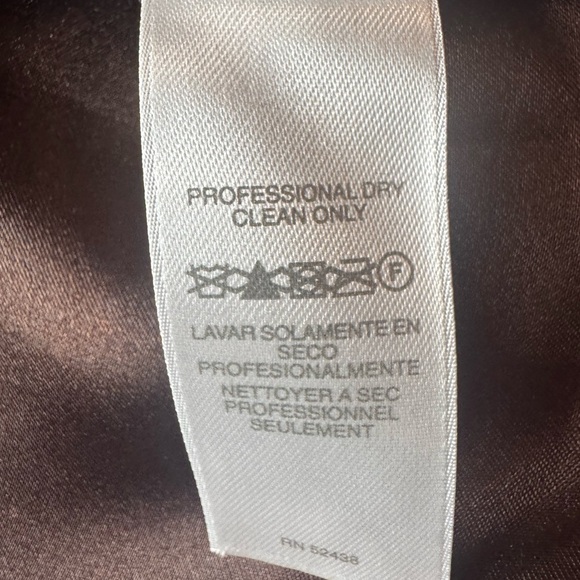 PROFESSIONAL DRY
CLEAN ONLY
F
LAVAR SOLAMENTE EN
SECO
PROFESIONALMENTE
NETTOYER A SEC
PROFESSIONNEL
SEULEMENT
RN 52438